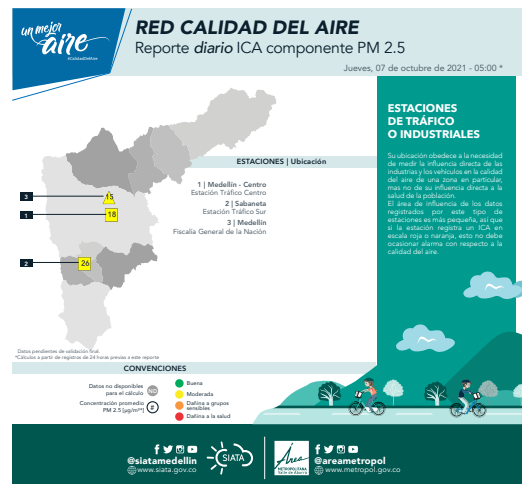 un mejor
aire
#CalidadDelAire
RED CALIDAD DEL AIRE
Reporte diario ICA componente PM 2.5
Jueves, 07 de octubre de 2021 - 05:00 *
ESTACIONES | Ubicación
1 | Medellín - Centro
Estación Tráfico Centro
2 | Sabaneta
Estación Tráfico Sur
3 | Medellín
Fiscalía General de la Nación
3
15
1
18
2
26
ESTACIONES
DE TRÁFICO
O INDUSTRIALES
Su ubicación obedece a la necesidad
de medir la influencia directa de las
industrias y los vehículos en la calidad
del aire de una zona en particular,
mas no de su influencia directa a la
salud de la población.
El área de influencia de los datos
registrados por este tipo de
estaciones es más pequeña, así que
si la estación registra un ICA en
escala roja o naranja, esto no debe
ocasionar alarma con respecto a la
calidad del aire.
Datos pendientes de validación final.
*Cálculos a partir de registros de 24 horas previas a este reporte
CONVENCIONES
Datos no disponibles
para el cálculo
ND
Concentración promedio
PM 2.5 [µg/m³*]
#
Buena
Moderada
Dañina a grupos
sensibles
Dañina a la salud
@siatamedellin
www.siata.gov.co
SIATA
Área
METROPOLITANA
Valle de Aburrá
@areametropol
www.metropol.gov.co